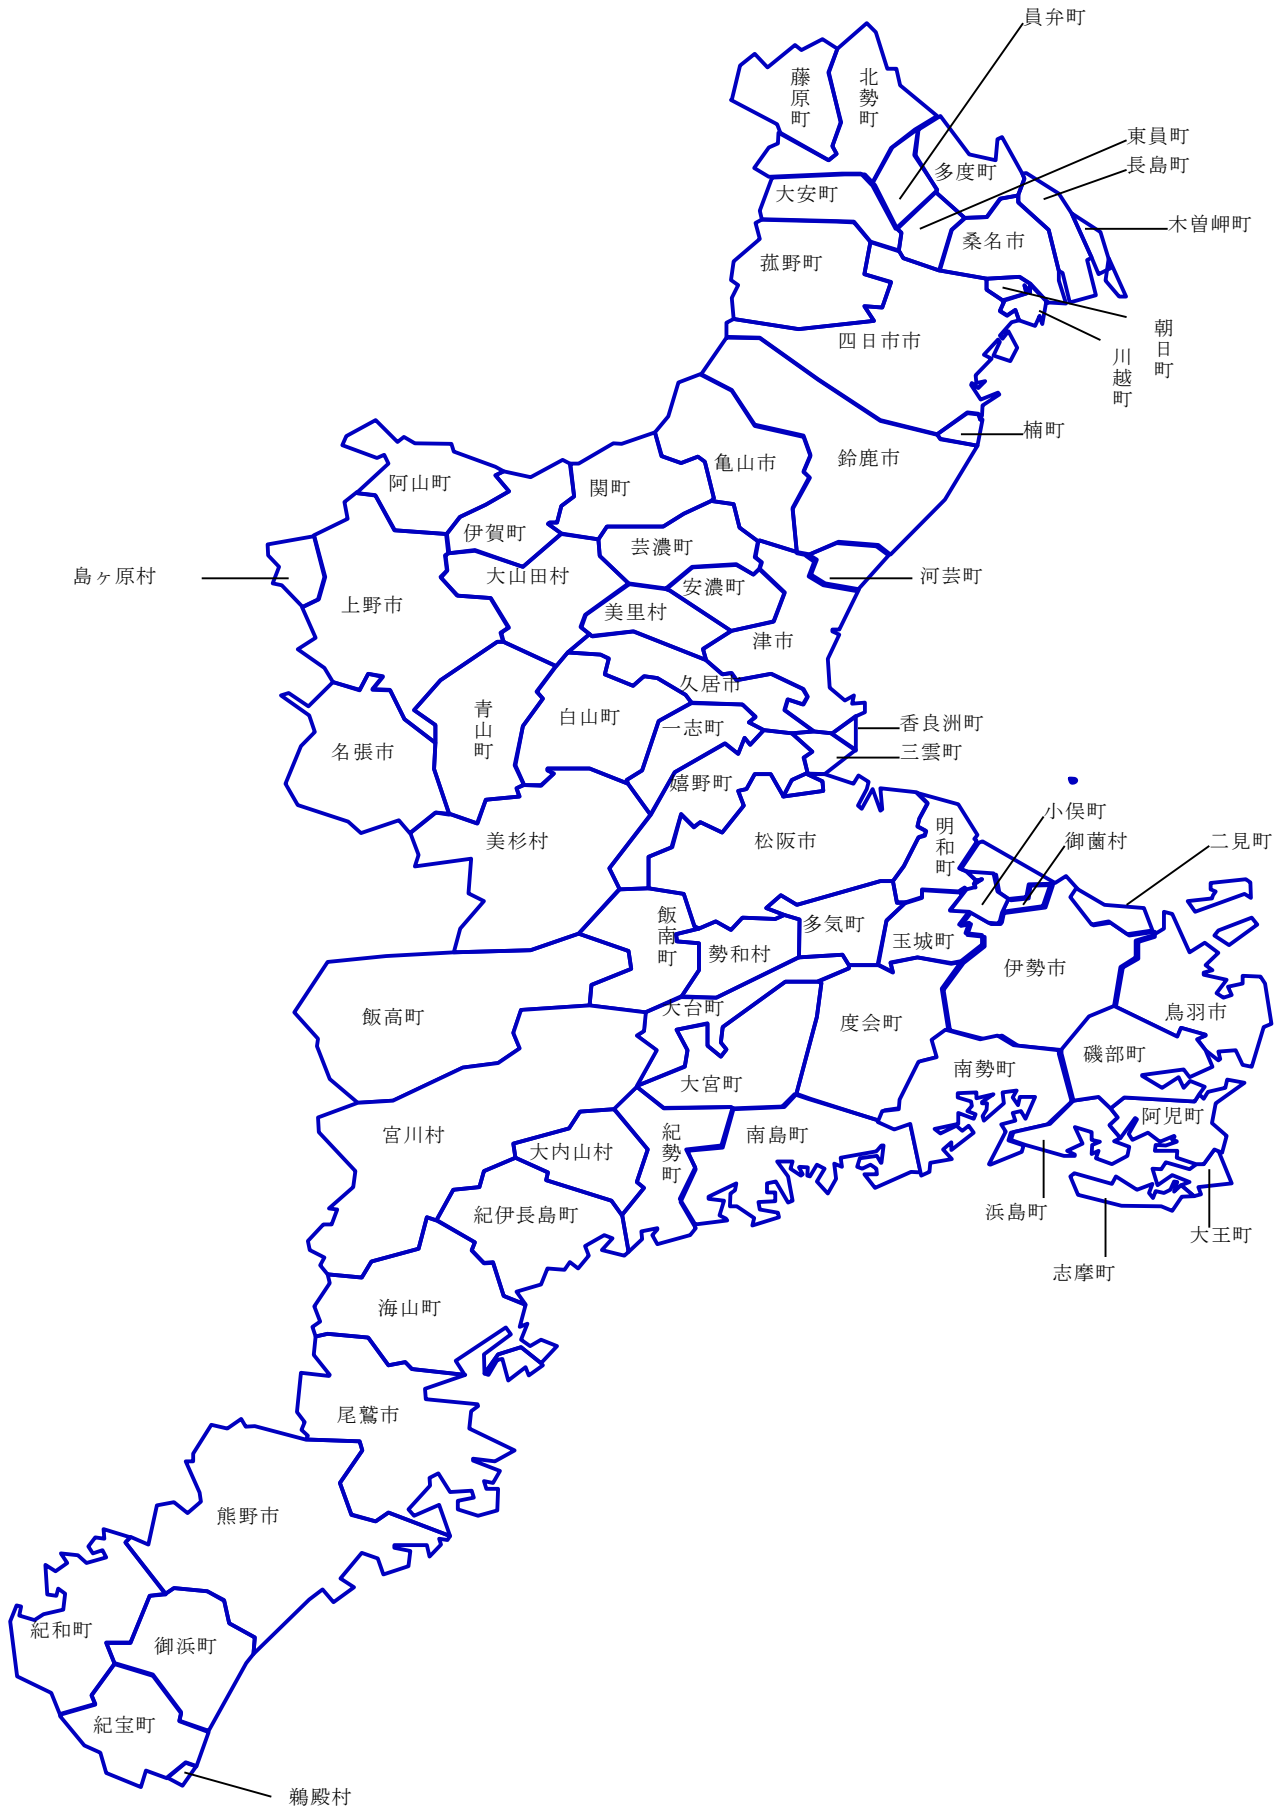 員弁町
藤原町
北勢町
東員町
長島町
多度町
大安町
木曽岬町
桑名市
菰野町
朝日町
四日市市
川越町
楠町
鈴鹿市
亀山市
阿山町
関町
伊賀町
芸濃町
大山田村
島ヶ原村
河芸町
安濃町
上野市
美里村
津市
久居市
青山町
白山町
香良洲町
一志町
名張市
三雲町
嬉野町
小俣町
美杉村
松阪市
明和町
御薗村
二見町
飯南町
多気町
玉城町
勢和村
伊勢市
大台町
飯高町
度会町
鳥羽市
磯部町
南勢町
大宮町
阿児町
宮川村
紀勢町
南島町
大内山村
浜島町
紀伊長島町
大王町
志摩町
海山町
尾鷲市
熊野市
紀和町
御浜町
紀宝町
鵜殿村